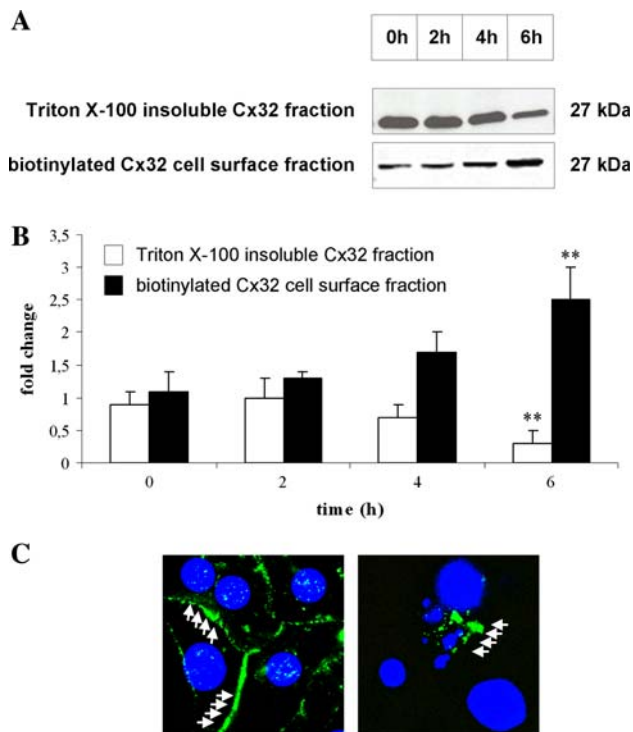 A
0h 2h 4h 6h
Triton X-100 insoluble Cx32 fraction 27 kDa
biotinylated Cx32 cell surface fraction 27 kDa
B
3,5
3
2,5
2
1,5
1
0,5
0
fold change
Triton X-100 insoluble Cx32 fraction
biotinylated Cx32 cell surface fraction
**
**
0 2 4 6
time (h)
C